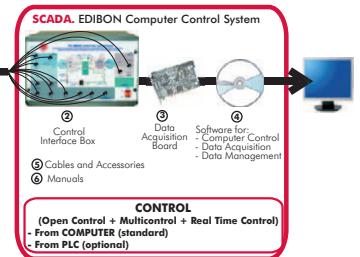 SCADA. EDIBON Computer Control System
2
Control
Interface Box
3
Data
Acquisition
Board
4
Software for:
- Computer Control
- Data Acquisition
- Data Management
5 Cables and Accessories
6 Manuals
CONTROL
(Open Control + Multicontrol + Real Time Control)
- From COMPUTER (standard)
- From PLC (optional)